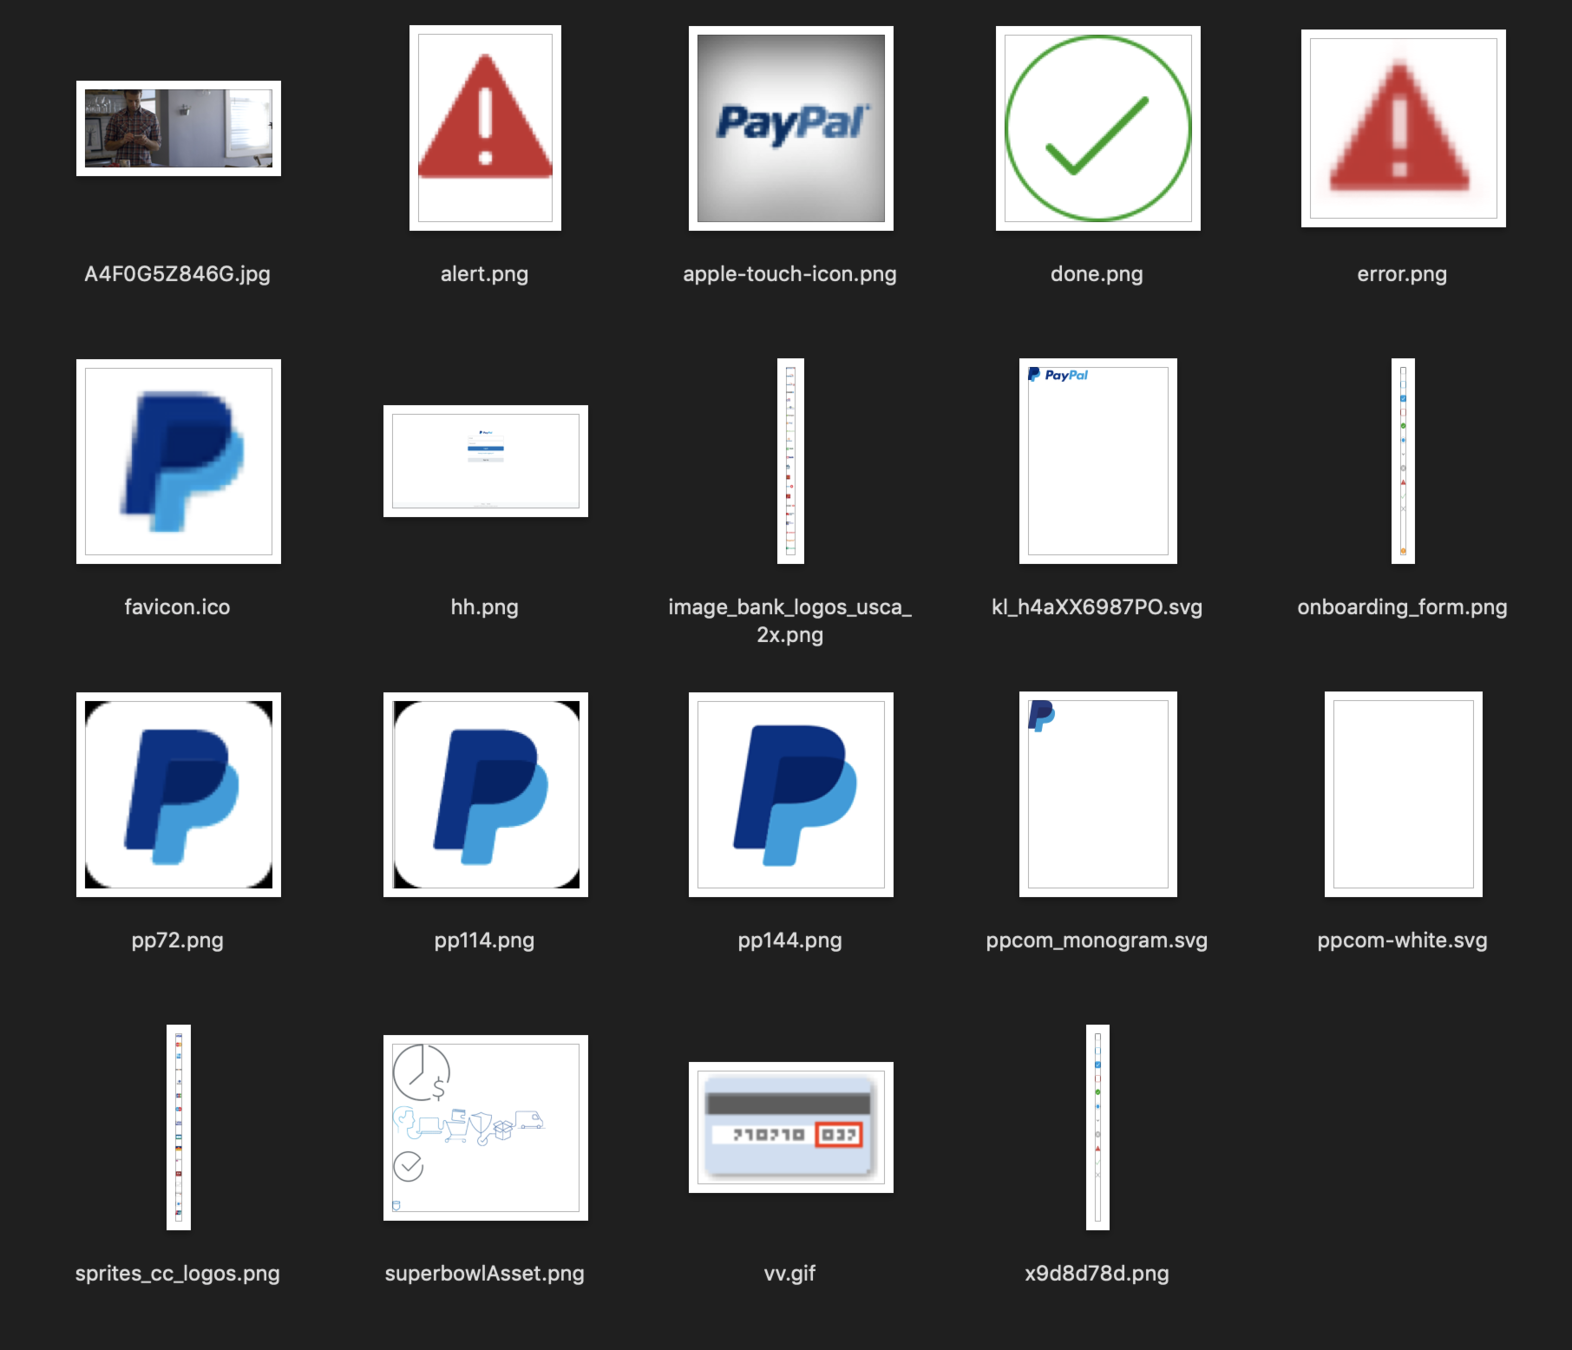 PayPal
A4F0G5Z846G.jpg
alert.png
apple-touch-icon.png
done.png
error.png
PayPal
favicon.ico
hh.png
image_bank_logos_usca_
2x.png
kl_h4aXX6987PO.svg
onboarding_form.png
pp72.png
pp114.png
pp144.png
ppcom_monogram.svg
ppcom-white.svg
$
sprites_cc_logos.png
superbowlAsset.png
vv.gif
x9d8d78d.png